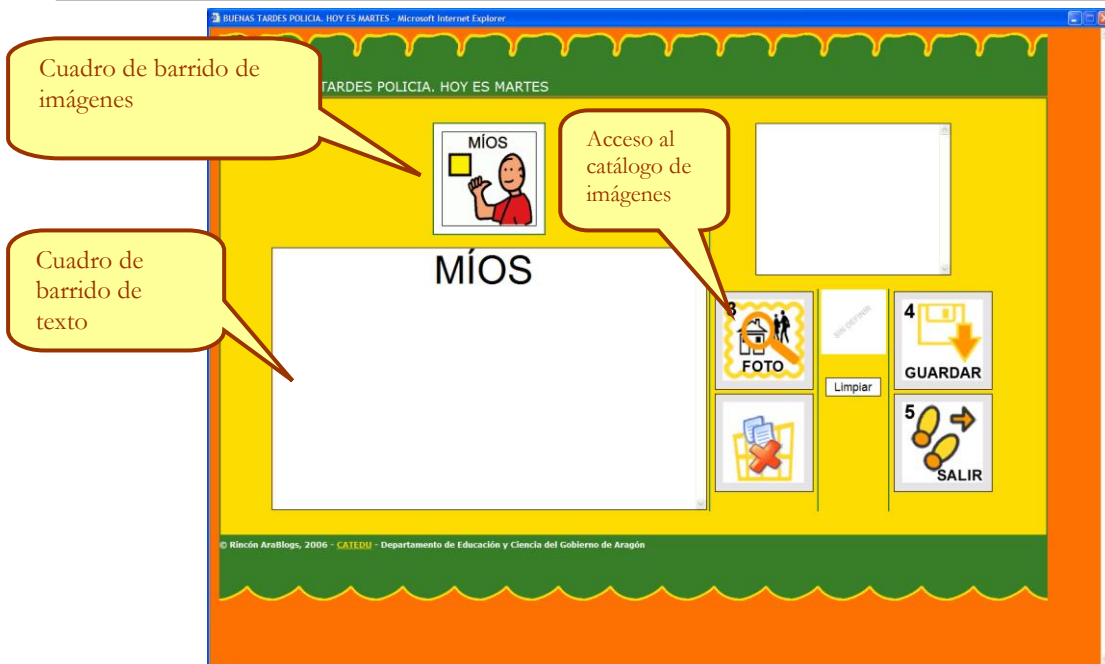 BUENAS TARDES POLICIA. HOY ES MARTES - Microsoft Internet Explorer
Cuadro de barrido de
imágenes
TARDES POLICIA. HOY ES MARTES
MÍOS
Acceso al
catálogo de
imágenes
Cuadro de
barrido de
texto
MÍOS
3
FOTO
SIN DEFINIR
Limpiar
4
GUARDAR
5
SALIR
© Rincón AraBlogs, 2006 - CATEDU - Departamento de Educación y Ciencia del Gobierno de Aragón